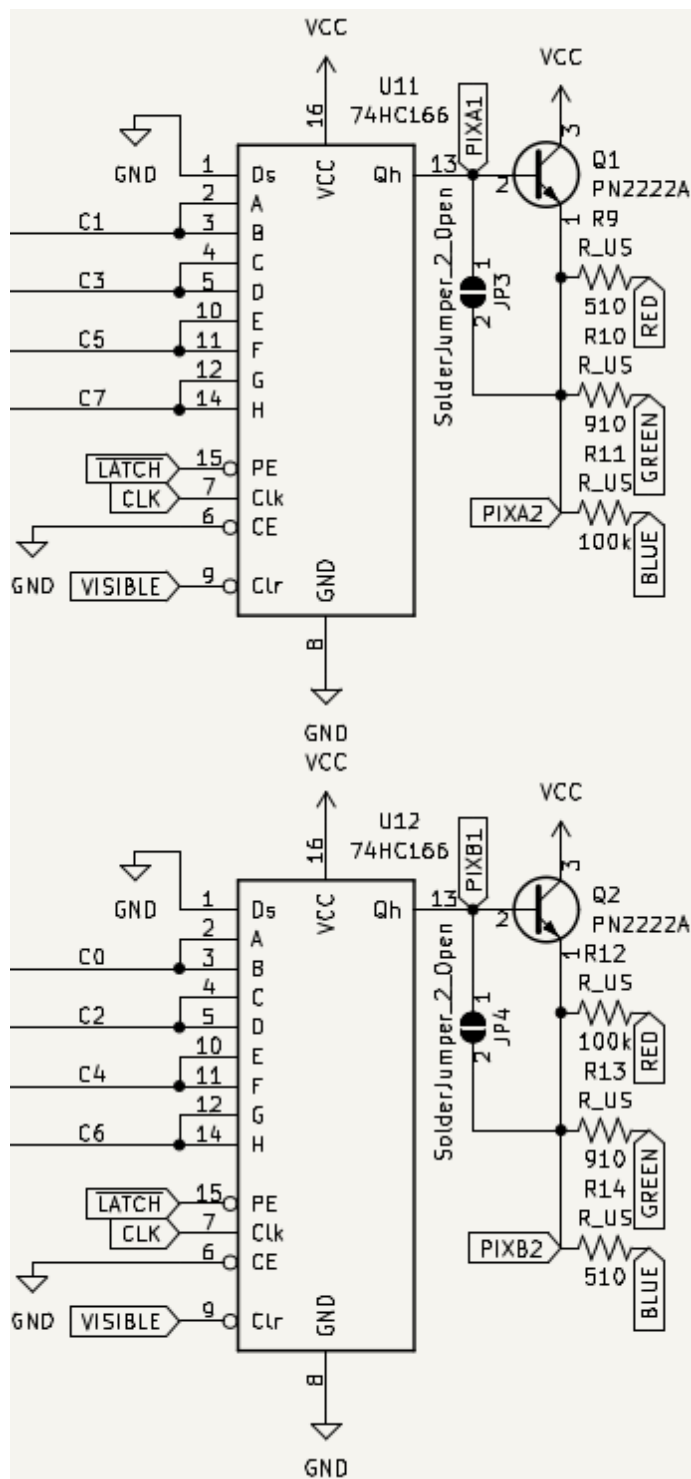 VCC
VCC
U11
74HC166
16
PIXA1
3
GND
1
Ds
VCC
Qh
13
2
Q1
PN2222A
2
A
1
R9
C1
3
B
R_US
4
C
SolderJumper_2_Open
1
JP3
2
510
RED
C3
5
D
R10
10
E
R_US
C5
11
F
910
GREEN
12
G
R11
C7
14
H
R_US
LATCH
15
PE
PIXA2
100k
BLUE
CLK
7
Clk
6
CE
GND
VISIBLE
9
Clr
GND
8
GND
VCC
VCC
U12
74HC166
16
PIXB1
3
GND
1
Ds
VCC
Qh
13
2
Q2
PN2222A
2
A
1
R12
C0
3
B
R_US
4
C
SolderJumper_2_Open
1
JP4
2
100k
RED
C2
5
D
R13
10
E
R_US
C4
11
F
910
GREEN
12
G
R14
C6
14
H
R_US
LATCH
15
PE
PIXB2
510
BLUE
CLK
7
Clk
6
CE
GND
VISIBLE
9
Clr
GND
8
GND